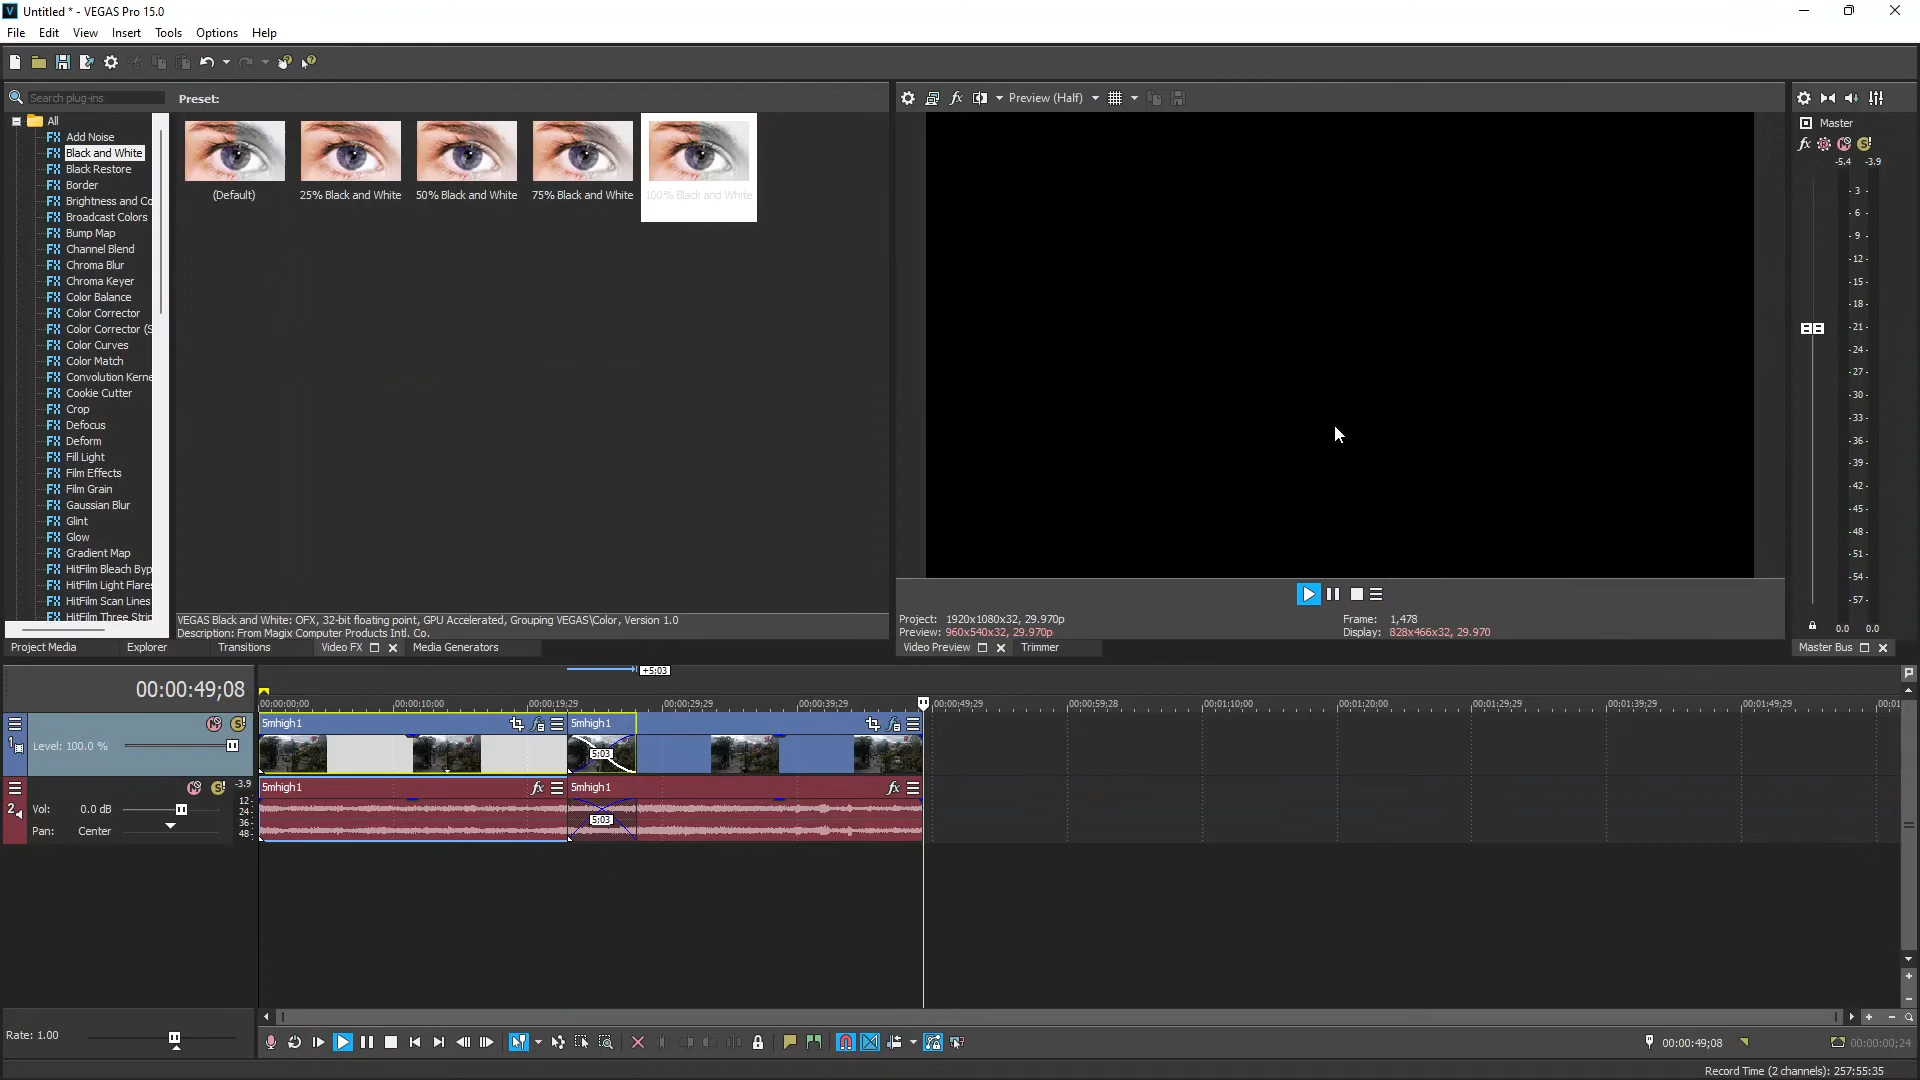 Untitled * - VEGAS Pro 15.0
File Edit View Insert Tools Options Help
Search plug-ins
Preset:
Preview (Half)
All
Add Noise
Black and White
Black Restore
Border
Brightness and Co
Broadcast Colors
Bump Map
Channel Blend
Chroma Blur
Chroma Keyer
Color Balance
Color Corrector
Color Corrector (S
Color Curves
Color Match
Convolution Kerne
Cookie Cutter
Crop
Defocus
Deform
Fill Light
Film Effects
Film Grain
Gaussian Blur
Glint
Glow
Gradient Map
HitFilm Bleach Byp
HitFilm Light Flares
HitFilm Scan Lines
HitFilm Three Strip
(Default) 25% Black and White 50% Black and White 75% Black and White 100% Black and White
VEGAS Black and White: OFX, 32-bit floating point, GPU Accelerated, Grouping VEGAS\Color, Version 1.0
Description: From Magix Computer Products Intl. Co.
Project Media Explorer Transitions Video FX Media Generators
Project: 1920x1080x32, 29.970p
Preview: 960x540x32, 29.970p
Frame: 1,478
Display: 828x466x32, 29.970
Video Preview Trimmer
Master
-5.4 -3.9
- 3 -
- 6 -
- 9 -
-12-
-15-
-18-
-21-
-24-
-27-
-30-
-33-
-36-
-39-
-42-
-45-
-48-
-51-
-54-
-57-
0.0 0.0
Master Bus
00:00:49;08
+5:03
00:00:00;00 00:00:10;00 00:00:19;29 00:00:29;29 00:00:39;29 00:00:49;29 00:00:59;28 00:01:10;00 00:01:20;00 00:01:29;29 00:01:39;29 00:01:49;29 00:01
1
Level: 100.0 %
5mhigh1 5mhigh1
5:03
2
Vol: 0.0 dB
Pan: Center
-3.9
12-
24-
36-
48-
5mhigh1 5mhigh1
5:03
Rate: 1.00
00:00:49;08
00:00:00;24
Record Time (2 channels): 257:55:35